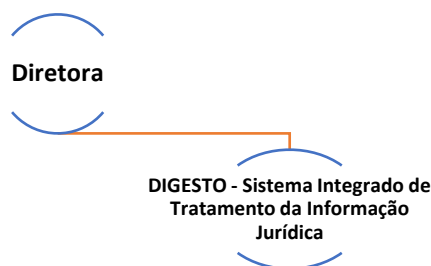 Diretora
DIGESTO - Sistema Integrado de
Tratamento da Informação
Jurídica